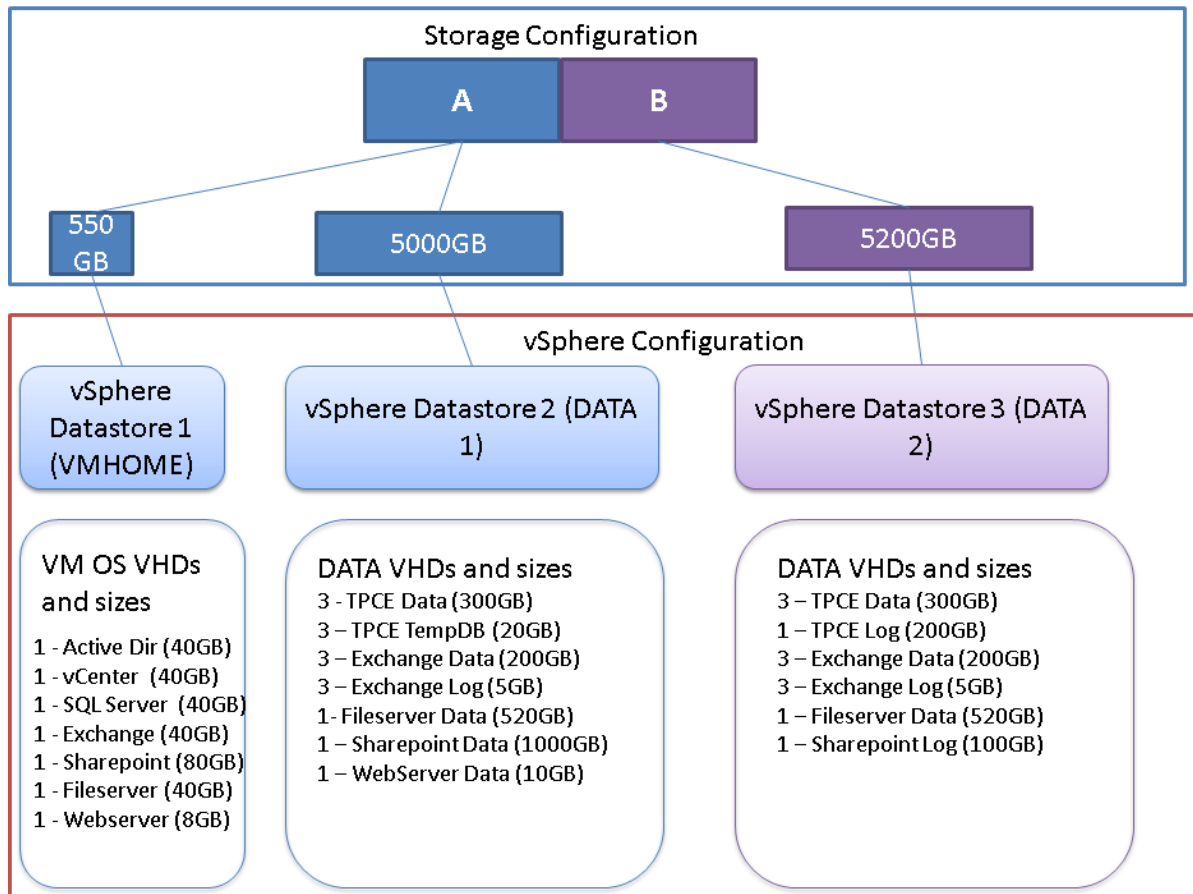 Storage Configuration
A
B
550
GB
5000GB
5200GB
vSphere Configuration
vSphere
Datastore 1
(VMHOME)
vSphere Datastore 2 (DATA
1)
vSphere Datastore 3 (DATA
2)
VM OS VHDs
and sizes
1 - Active Dir (40GB)
1 - vCenter (40GB)
1 - SQL Server (40GB)
1 - Exchange (40GB)
1 - Sharepoint (80GB)
1 - Fileserver (40GB)
1 - Webserver (8GB)
DATA VHDs and sizes
3 - TPCE Data (300GB)
3 – TPCE TempDB (20GB)
3 – Exchange Data (200GB)
3 – Exchange Log (5GB)
1- Fileserver Data (520GB)
1 – Sharepoint Data (1000GB)
1 – WebServer Data (10GB)
DATA VHDs and sizes
3 – TPCE Data (300GB)
1 – TPCE Log (200GB)
3 – Exchange Data (200GB)
3 – Exchange Log (5GB)
1 – Fileserver Data (520GB)
1 – Sharepoint Log (100GB)